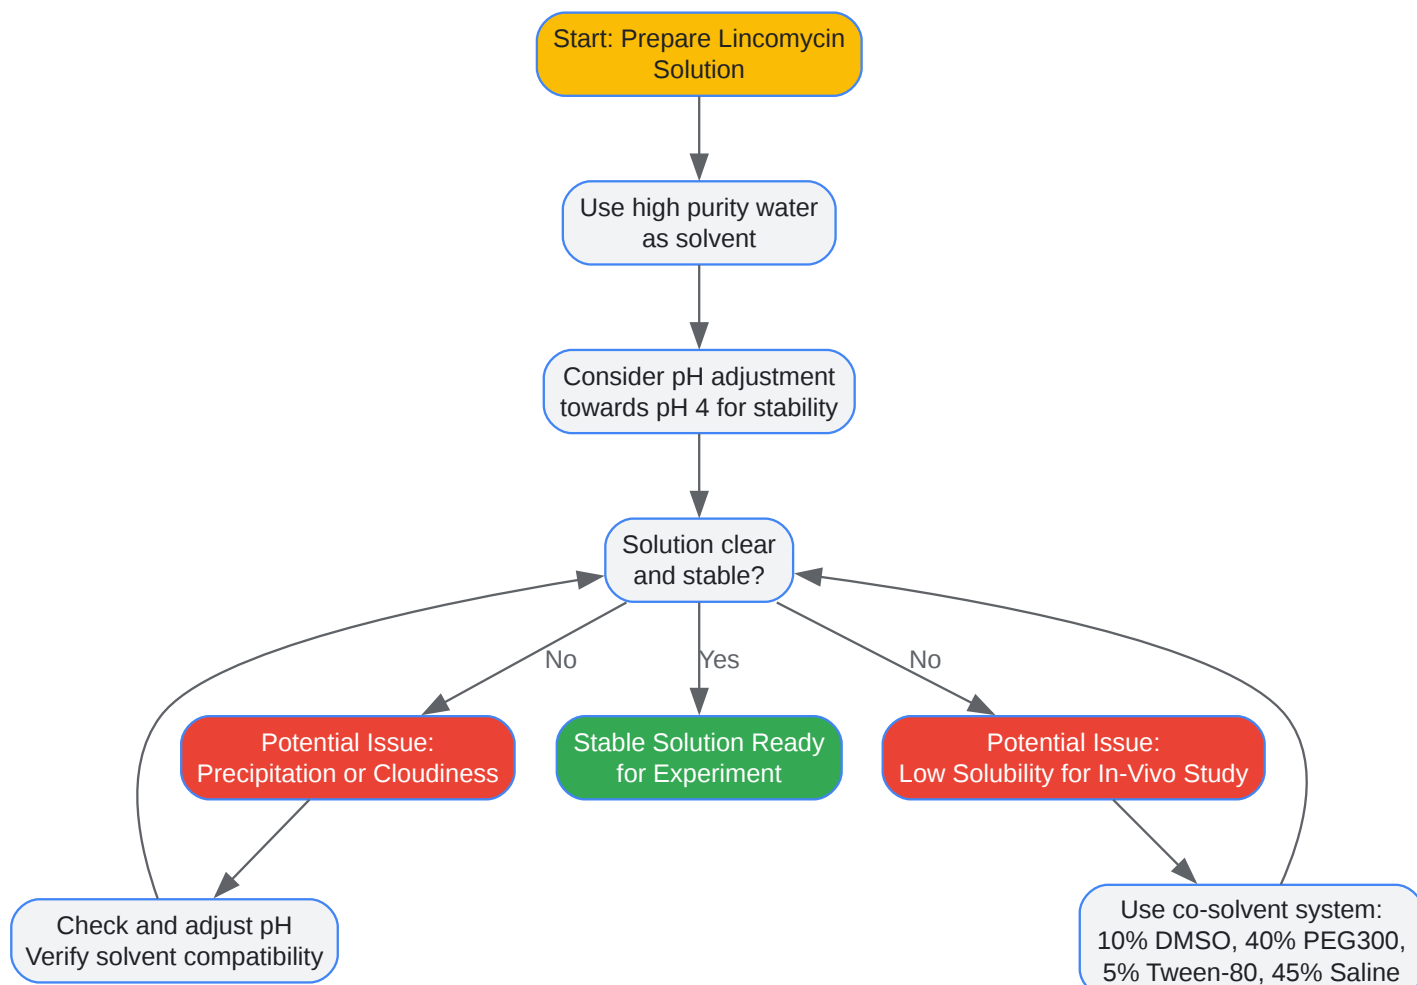 Start: Prepare Lincomycin
Solution
Use high purity water
as solvent
Consider pH adjustment
towards pH 4 for stability
Solution clear
and stable?
No
Yes
No
Potential Issue:
Precipitation or Cloudiness
Stable Solution Ready
for Experiment
Potential Issue:
Low Solubility for In-Vivo Study
Check and adjust pH
Verify solvent compatibility
Use co-solvent system:
10% DMSO, 40% PEG300,
5% Tween-80, 45% Saline